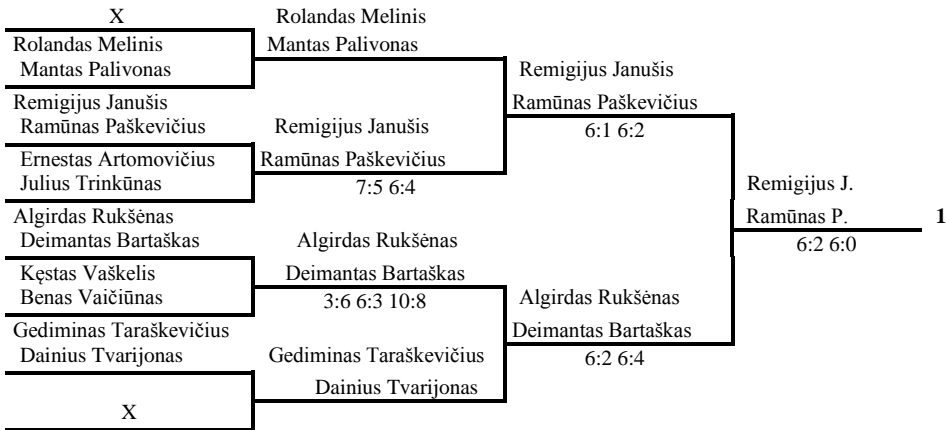 X
Rolandas Melinis
Mantas Palivonas
Remigijus Janušis
Ramūnas Paškevičius
Ernestas Artomovičius
Julius Trinkūnas
Algirdas Rukšėnas
Deimantas Bartaškas
Kęstas Vaškelis
Benas Vaičiūnas
Gediminas Taraškevičius
Dainius Tvarijonas
X
Rolandas Melinis
Mantas Palivonas
Remigijus Janušis
Ramūnas Paškevičius
7:5 6:4
Algirdas Rukšėnas
Deimantas Bartaškas
3:6 6:3 10:8
Gediminas Taraškevičius
Dainius Tvarijonas
Remigijus Janušis
Ramūnas Paškevičius
6:1 6:2
Algirdas Rukšėnas
Deimantas Bartaškas
6:2 6:4
Remigijus J.
Ramūnas P. 1
6:2 6:0